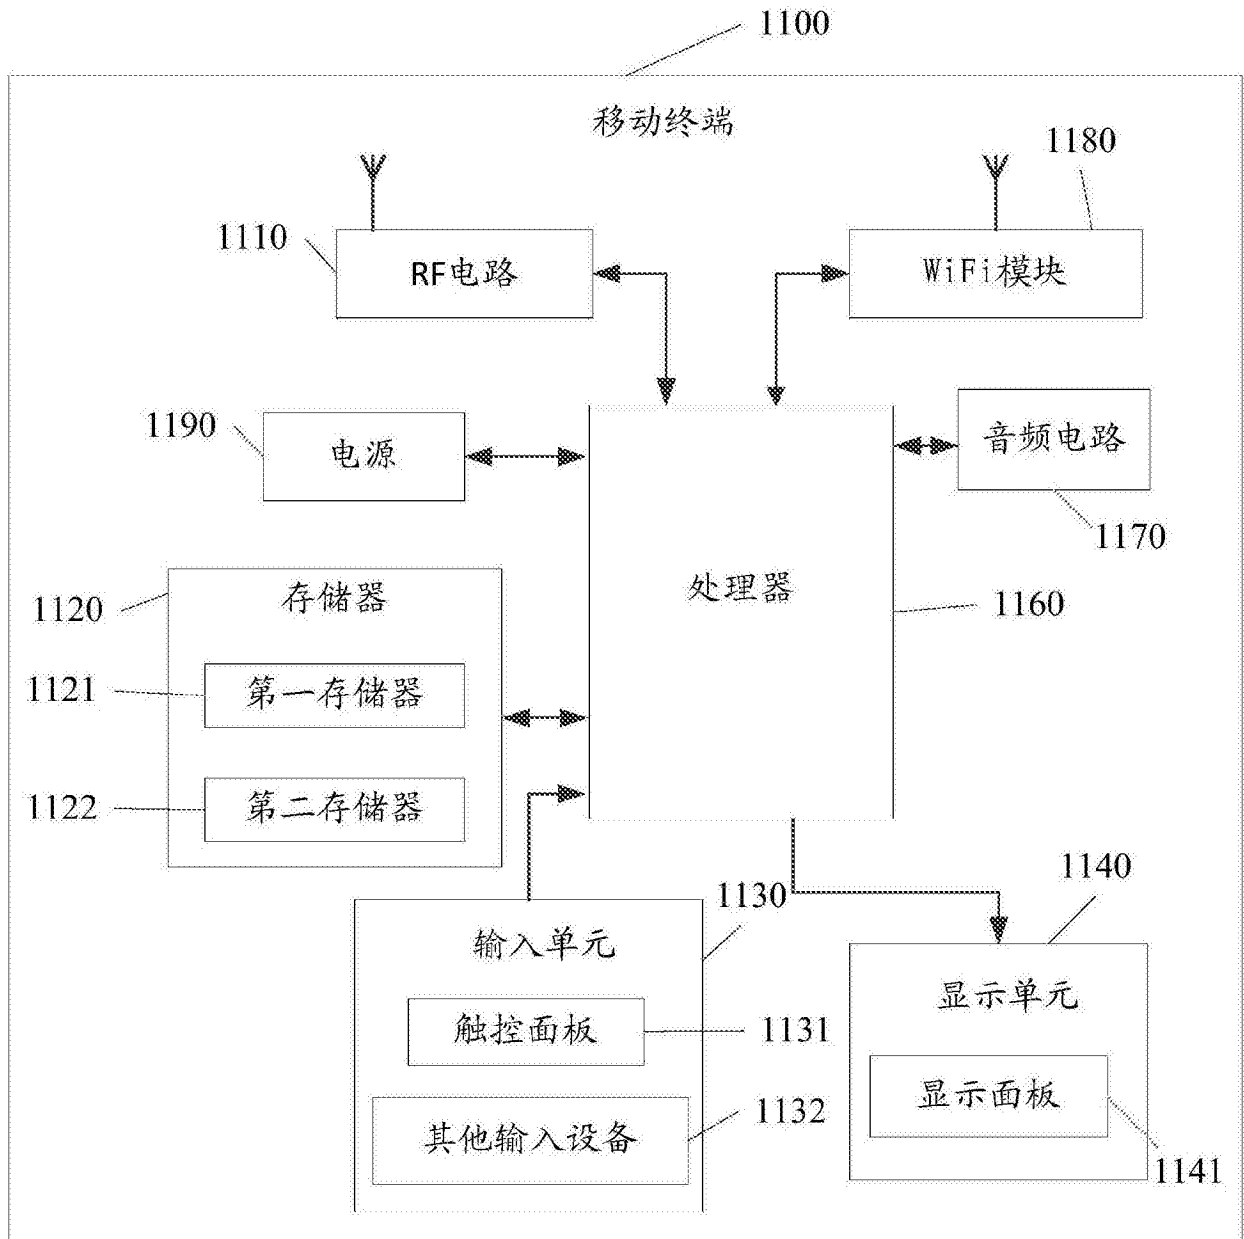 1100
移动终端
1180
1110
RF电路
WiFi模块
1190
电源
音频电路
1170
处理器
1160
1120
存储器
1121
第一存储器
1122
第二存储器
1130
输入单元
触控面板
1131
其他输入设备
1132
1140
显示单元
显示面板
1141